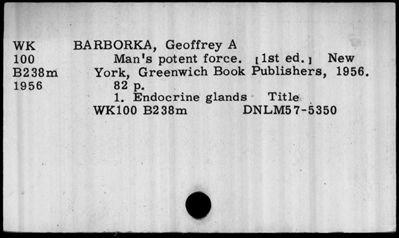 WK BARBORKA, Geoffrey A
100 Man's potent force. [1st ed.] New
B238m York, Greenwich Book Publishers, 1956.
1956 82 p.
1. Endocrine glands Title
WK100 B238m DNLM57-5350